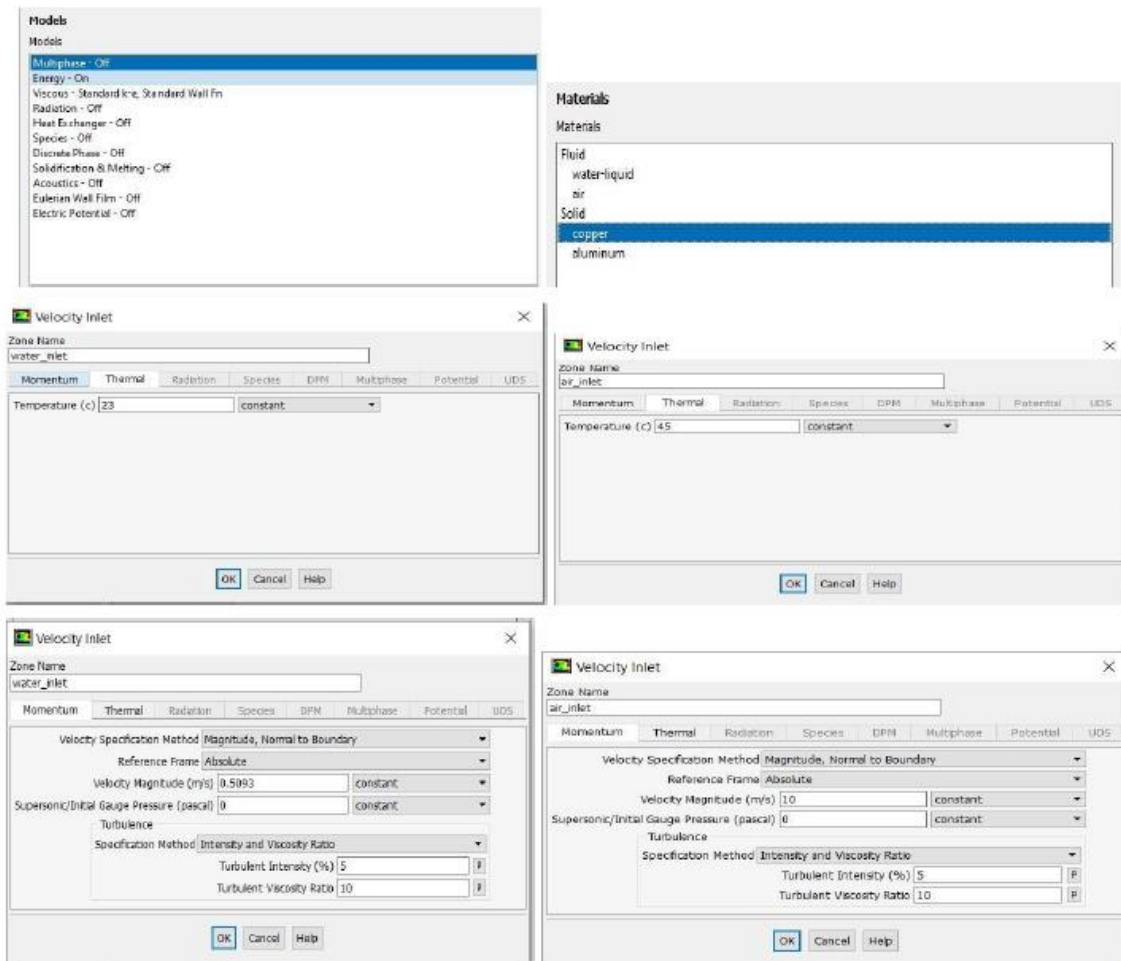 Models
Models
Multiphase - Off
Energy - On
Viscous - Standard k-e, Standard Wall Fn
Radiation - Off
Heat Exchanger - Off
Species - Off
Discrete Phase - Off
Solidification & Melting - Off
Acoustics - Off
Eulerian Wall Film - Off
Electric Potential - Off
Materials
Materials
Fluid
water-liquid
air
Solid
copper
aluminum
Velocity Inlet
Zone Name
water_inlet
Momentum Thermal Radiation Species DPM Multiphase Potential UDS
Temperature (c) 23 constant
OK Cancel Help
Velocity Inlet
Zone Name
air_inlet
Momentum Thermal Radiation Species DPM Multiphase Potential UDS
Temperature (c) 45 constant
OK Cancel Help
Velocity Inlet
Zone Name
water_inlet
Momentum Thermal Radiation Species DPM Multiphase Potential UDS
Velocity Specification Method Magnitude, Normal to Boundary
Reference Frame Absolute
Velocity Magnitude (m/s) 0.5093 constant
Supersonic/Initial Gauge Pressure (pascal) 0 constant
Turbulence
Specification Method Intensity and Viscosity Ratio
Turbulent Intensity (%) 5 P
Turbulent Viscosity Ratio 10 P
OK Cancel Help
Velocity Inlet
Zone Name
air_inlet
Momentum Thermal Radiation Species DPM Multiphase Potential UDS
Velocity Specification Method Magnitude, Normal to Boundary
Reference Frame Absolute
Velocity Magnitude (m/s) 10 constant
Supersonic/Initial Gauge Pressure (pascal) 0 constant
Turbulence
Specification Method Intensity and Viscosity Ratio
Turbulent Intensity (%) 5 P
Turbulent Viscosity Ratio 10 P
OK Cancel Help